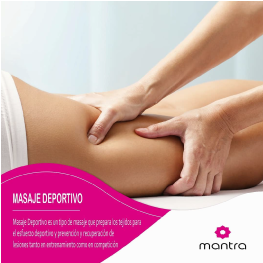 MASAJE DEPORTIVO
Masaje Deportivo es un tipo de masaje que prepara los tejidos para
el esfuerzo deportivo y prevención y recuperación de
lesiones tanto en entrenamiento como en competición
mantra